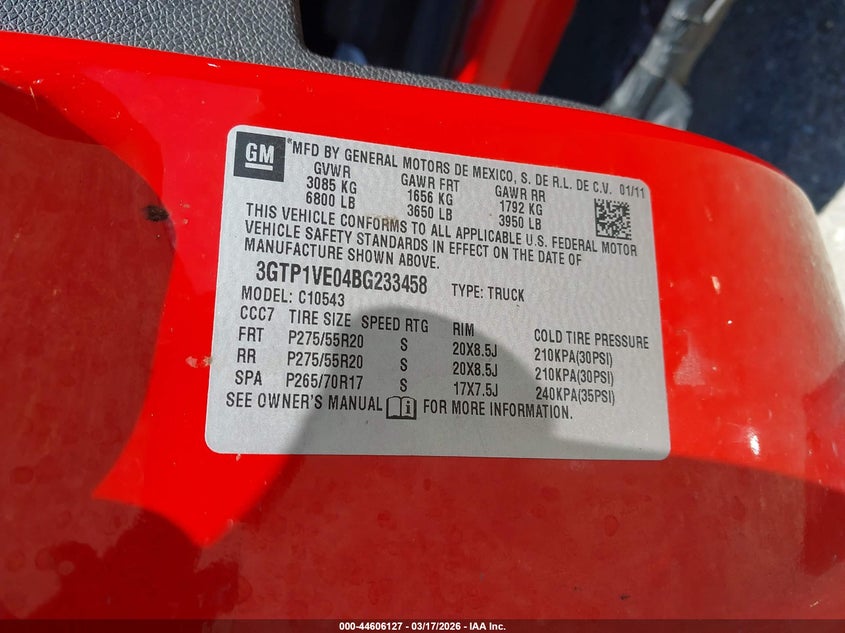 GM
*MFD BY GENERAL MOTORS DE MEXICO, S. DE R.L. DE C.V. 01/11
GVWR GAWR FRT GAWR RR
3085 KG 1656 KG 1792 KG
6800 LB 3650 LB 3950 LB
THIS VEHICLE CONFORMS TO ALL APPLICABLE U.S. FEDERAL MOTOR
VEHICLE SAFETY STANDARDS IN EFFECT ON THE DATE OF
MANUFACTURE SHOWN ABOVE.
3GTP1VE04BG233458 TYPE: TRUCK
MODEL: C10543
CCC7 TIRE SIZE SPEED RTG RIM COLD TIRE PRESSURE
FRT P275/55R20 S 20X8.5J 210KPA(30PSI)
RR P275/55R20 S 20X8.5J 210KPA(30PSI)
SPA P265/70R17 S 17X7.5J 240KPA(35PSI)
SEE OWNER'S MANUAL FOR MORE INFORMATION.
000-44606127 - 03/17/2026 - IAA Inc.